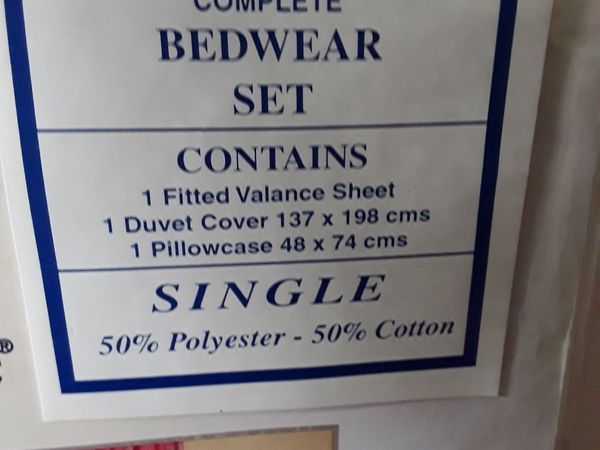 COMPLETE
BEDWEAR
SET
CONTAINS
1 Fitted Valance Sheet
1 Duvet Cover 137 x 198 cms
1 Pillowcase 48 x 74 cms
SINGLE
50% Polyester - 50% Cotton
®